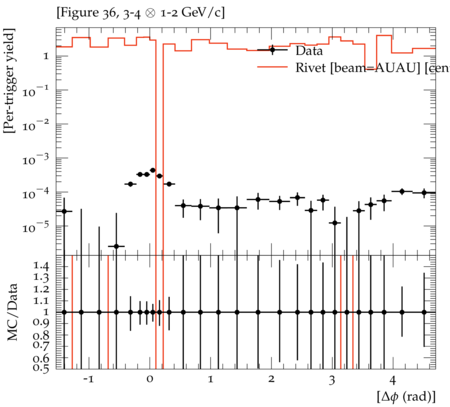 [Figure 36, 3-4 ⊗ 1-2 GeV/c]
[Per-trigger yield]
1
10⁻¹
10⁻²
10⁻³
10⁻⁴
10⁻⁵
Data
Rivet [beam=AUAU] [cen
MC/Data
1.4
1.3
1.2
1.1
1
0.9
0.8
0.7
0.6
0.5
-1 0 1 2 3 4
[Δϕ (rad)]